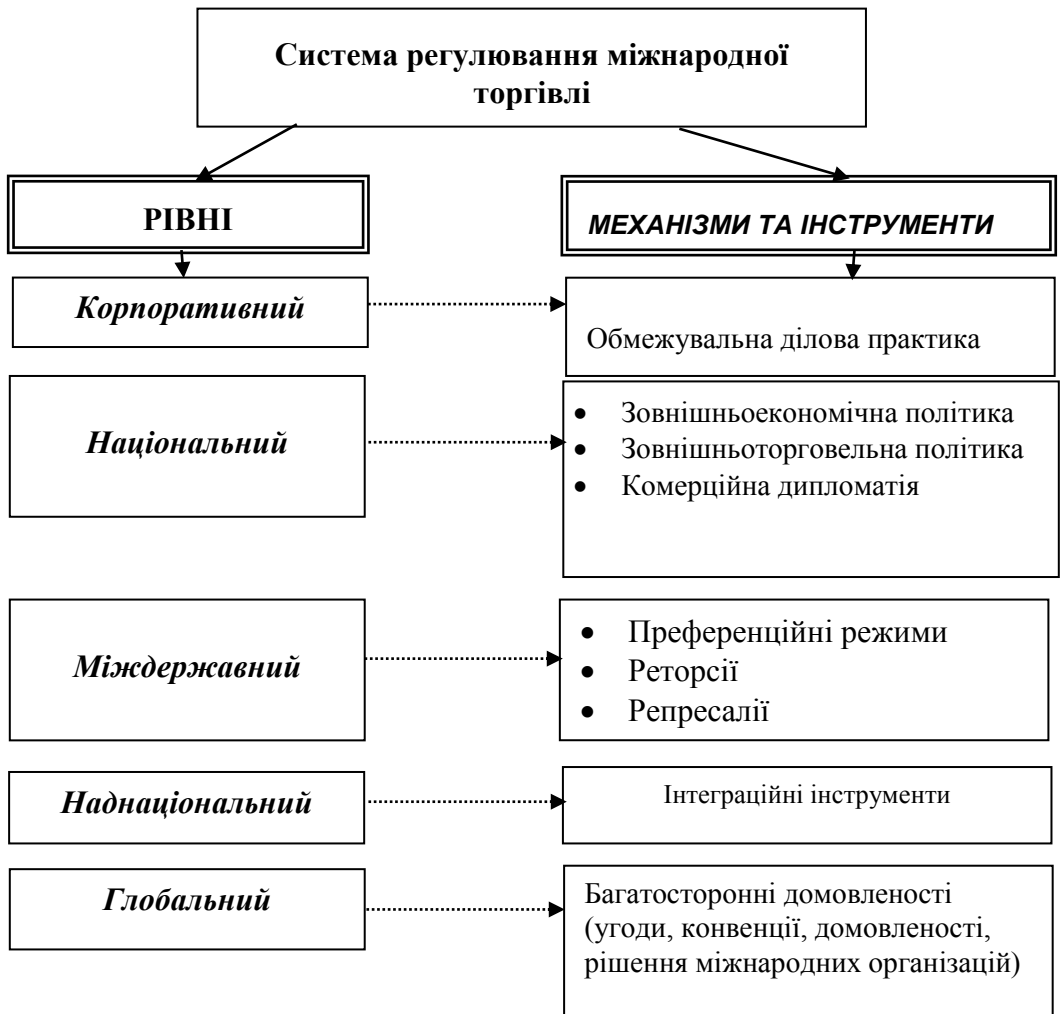 Система регулювання міжнародної
торгівлі
РІВНІ
МЕХАНІЗМИ ТА ІНСТРУМЕНТИ
Корпоративний
Обмежувальна ділова практика
Національний
• Зовнішньоекономічна політика
• Зовнішньоторговельна політика
• Комерційна дипломатія
Міждержавний
• Преференційні режими
• Реторсії
• Репресалії
Наднаціональний
Інтеграційні інструменти
Глобальний
Багатосторонні домовленості
(угоди, конвенції, домовленості,
рішення міжнародних організацій)